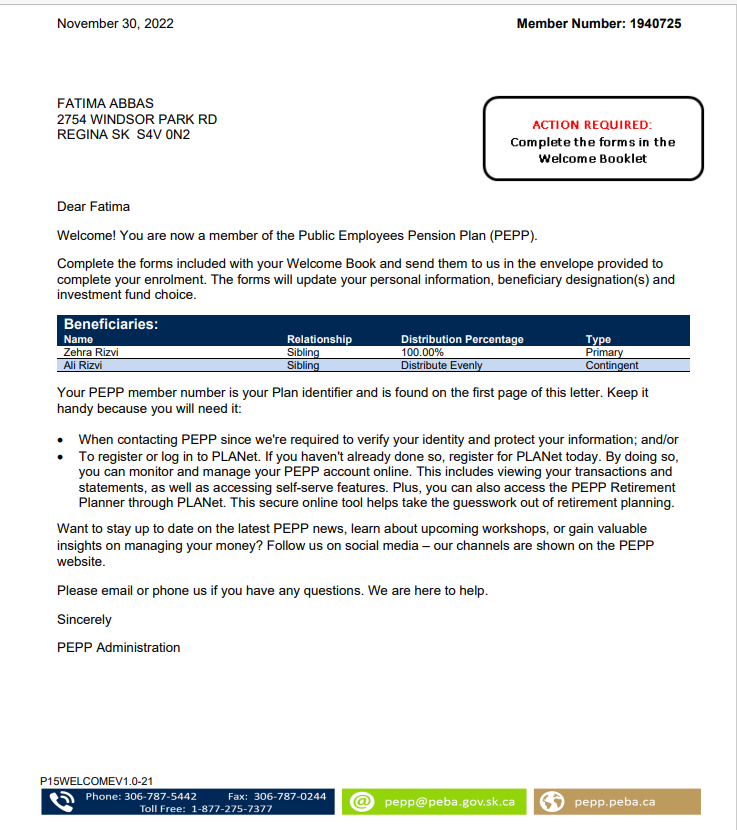 November 30, 2022 Member Number: 1940725
FATIMA ABBAS
2754 WINDSOR PARK RD
REGINA SK  S4V 0N2
ACTION REQUIRED:
Complete the forms in the
Welcome Booklet
Dear Fatima
Welcome! You are now a member of the Public Employees Pension Plan (PEPP).
Complete the forms included with your Welcome Book and send them to us in the envelope provided to
complete your enrolment. The forms will update your personal information, beneficiary designation(s) and
investment fund choice.
Beneficiaries:
Name Relationship Distribution Percentage Type
Zehra Rizvi Sibling 100.00% Primary
Ali Rizvi Sibling Distribute Evenly Contingent
Your PEPP member number is your Plan identifier and is found on the first page of this letter. Keep it
handy because you will need it:
• When contacting PEPP since we're required to verify your identity and protect your information; and/or
• To register or log in to PLANet. If you haven't already done so, register for PLANet today. By doing so,
you can monitor and manage your PEPP account online. This includes viewing your transactions and
statements, as well as accessing self-serve features. Plus, you can also access the PEPP Retirement
Planner through PLANet. This secure online tool helps take the guesswork out of retirement planning.
Want to stay up to date on the latest PEPP news, learn about upcoming workshops, or gain valuable
insights on managing your money? Follow us on social media – our channels are shown on the PEPP
website.
Please email or phone us if you have any questions. We are here to help.
Sincerely
PEPP Administration
P15WELCOMEV1.0-21
Phone: 306-787-5442 Fax: 306-787-0244
Toll Free: 1-877-275-7377
@ pepp@peba.gov.sk.ca
pepp.peba.ca